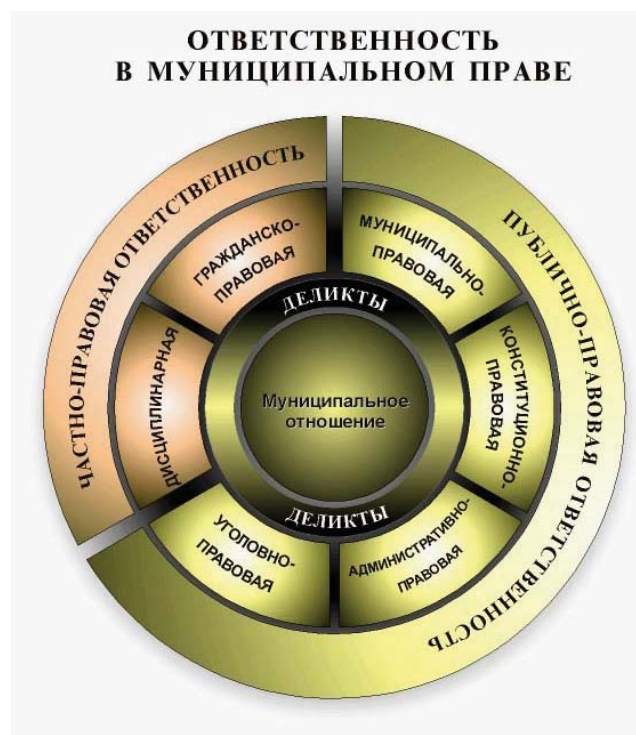 ОТВЕТСТВЕННОСТЬ
В МУНИЦИПАЛЬНОМ ПРАВЕ
ЧАСТНО-ПРАВОВАЯ ОТВЕТСТВЕННОСТЬ
ПУБЛИЧНО-ПРАВОВАЯ ОТВЕТСТВЕННОСТЬ
ГРАЖДАНСКО-
ПРАВОВАЯ
МУНИЦИПАЛЬНО-
ПРАВОВАЯ
ДЕЛИКТЫ
ДИСЦИПЛИНАРНАЯ
Муниципальное
отношение
КОНСТИТУЦИОННО-
ПРАВОВАЯ
ДЕЛИКТЫ
УГОЛОВНО-
ПРАВОВАЯ
АДМИНИСТРАТИВНО-
ПРАВОВАЯ